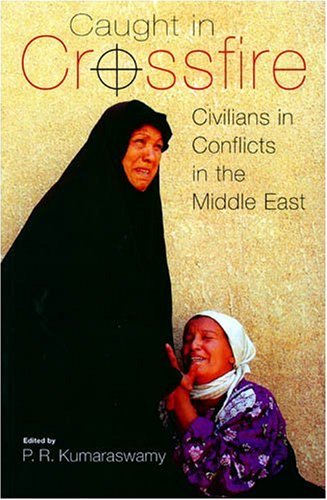 Caught in
Crossfire
Civilians in
Conflicts
in the
Middle East
Edited by
P. R. Kumaraswamy